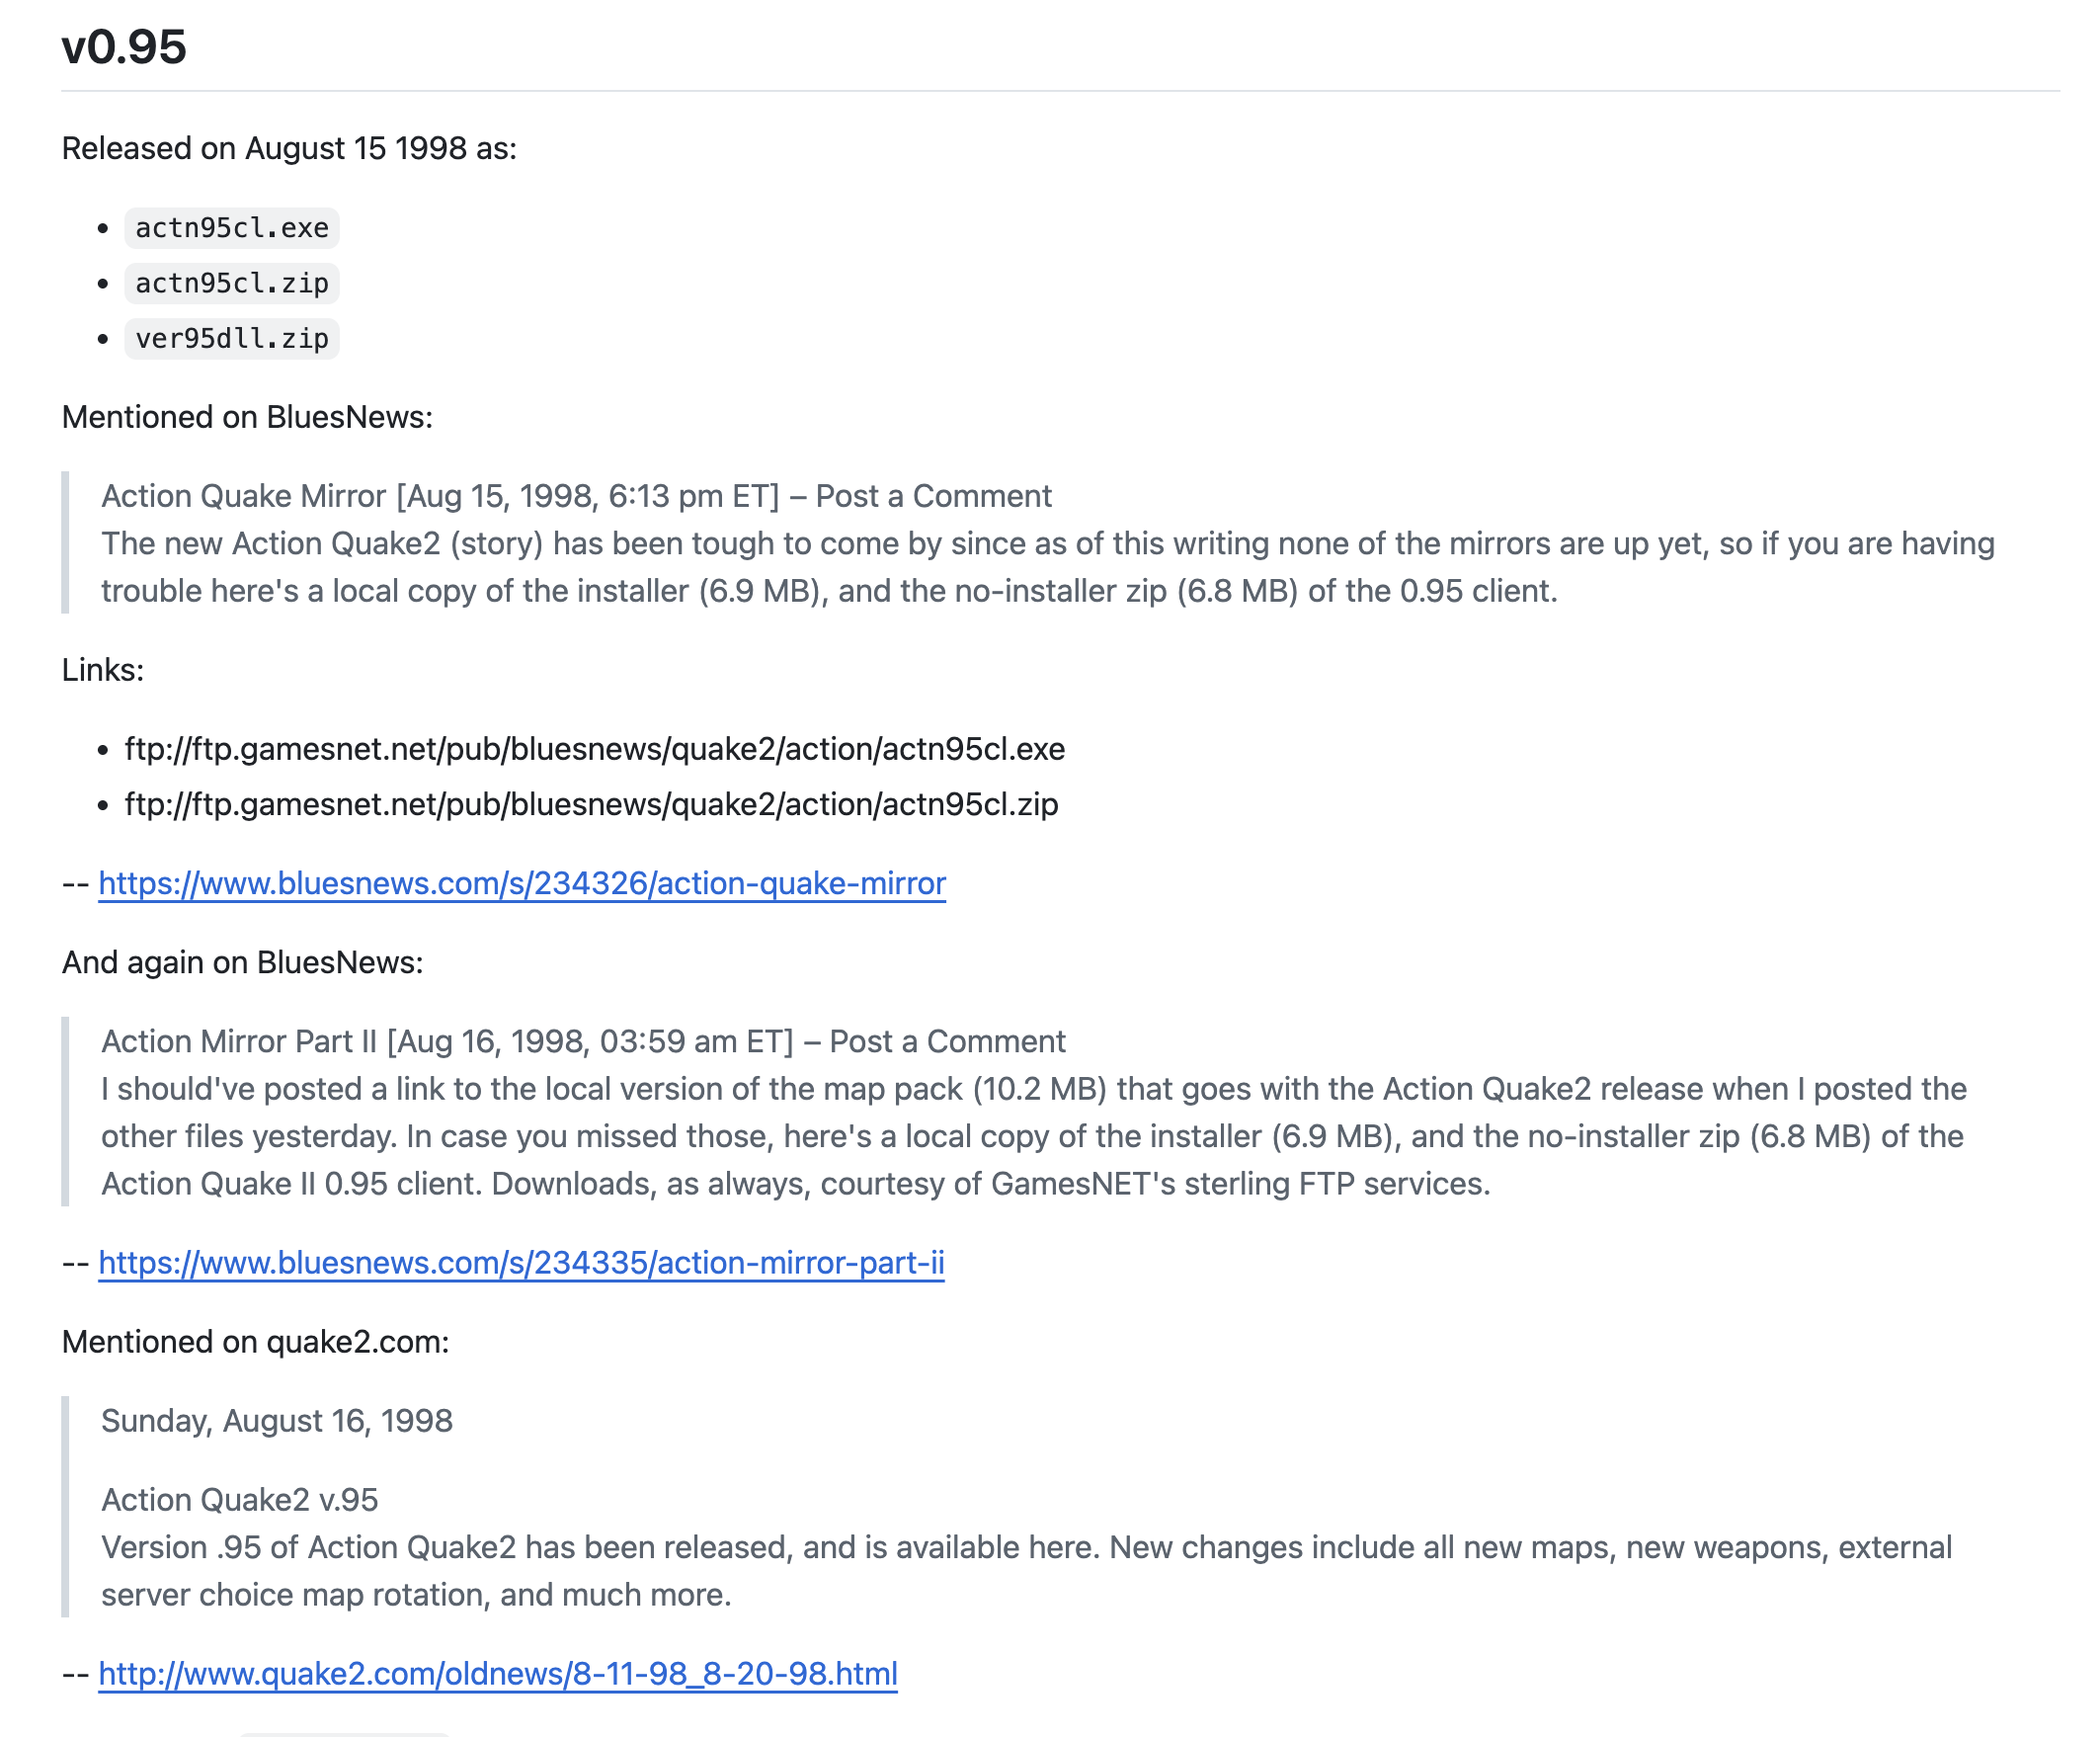 v0.95
Released on August 15 1998 as:
• actn95cl.exe
• actn95cl.zip
• ver95dll.zip
Mentioned on BluesNews:
Action Quake Mirror [Aug 15, 1998, 6:13 pm ET] – Post a Comment
The new Action Quake2 (story) has been tough to come by since as of this writing none of the mirrors are up yet, so if you are having
trouble here's a local copy of the installer (6.9 MB), and the no-installer zip (6.8 MB) of the 0.95 client.
Links:
• ftp://ftp.gamesnet.net/pub/bluesnews/quake2/action/actn95cl.exe
• ftp://ftp.gamesnet.net/pub/bluesnews/quake2/action/actn95cl.zip
-- https://www.bluesnews.com/s/234326/action-quake-mirror
And again on BluesNews:
Action Mirror Part II [Aug 16, 1998, 03:59 am ET] – Post a Comment
I should've posted a link to the local version of the map pack (10.2 MB) that goes with the Action Quake2 release when I posted the
other files yesterday. In case you missed those, here's a local copy of the installer (6.9 MB), and the no-installer zip (6.8 MB) of the
Action Quake II 0.95 client. Downloads, as always, courtesy of GamesNET's sterling FTP services.
-- https://www.bluesnews.com/s/234335/action-mirror-part-ii
Mentioned on quake2.com:
Sunday, August 16, 1998
Action Quake2 v.95
Version .95 of Action Quake2 has been released, and is available here. New changes include all new maps, new weapons, external
server choice map rotation, and much more.
-- http://www.quake2.com/oldnews/8-11-98_8-20-98.html